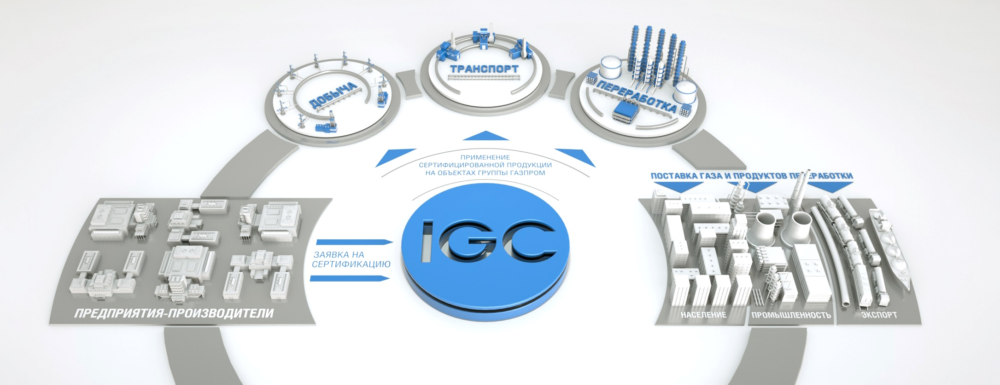 ДОБЫЧА
ТРАНСПОРТ
ПЕРЕРАБОТКА
ПРИМЕНЕНИЕ
СЕРТИФИЦИРОВАННОЙ ПРОДУКЦИИ
НА ОБЪЕКТАХ ГРУППЫ ГАЗПРОМ
ПОСТАВКА ГАЗА И ПРОДУКТОВ ПЕРЕРАБОТКИ
IGC
ЗАЯВКА НА
СЕРТИФИКАЦИЮ
ПРЕДПРИЯТИЯ-ПРОИЗВОДИТЕЛИ
НАСЕЛЕНИЕ
ПРОМЫШЛЕННОСТЬ
ЭКСПОРТ